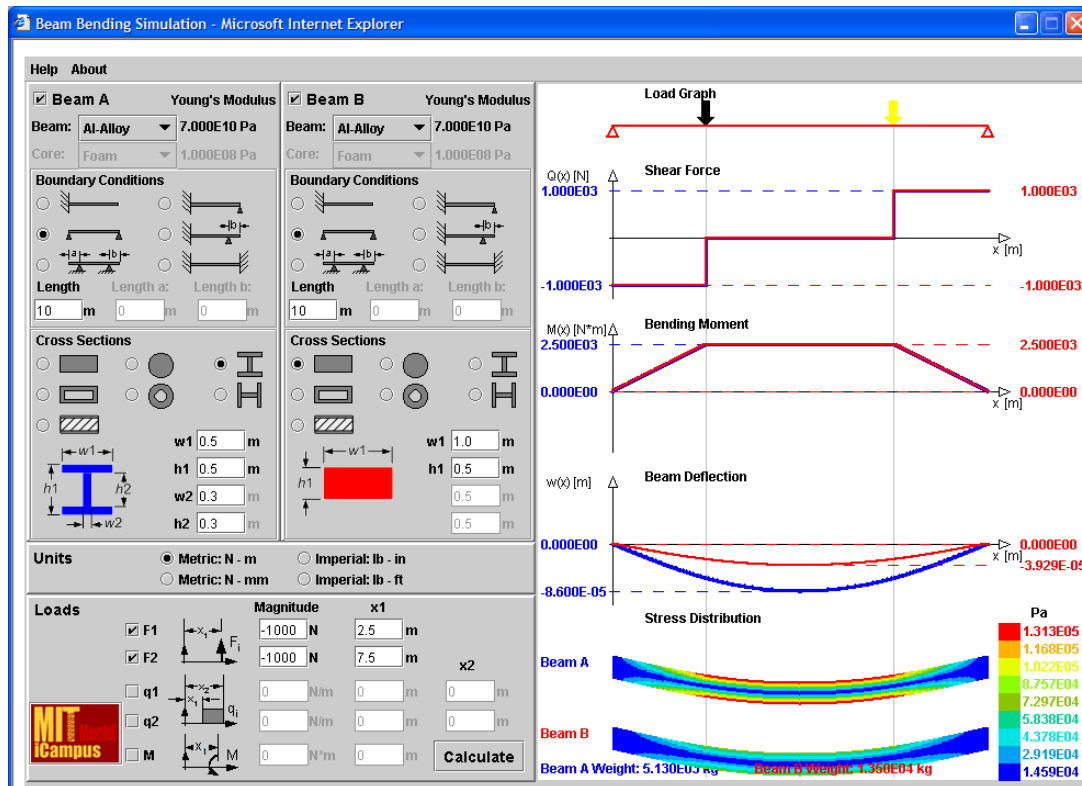 Beam Bending Simulation - Microsoft Internet Explorer
Help About
Beam A Young's Modulus
Beam: Al-Alloy 7.000E10 Pa
Core: Foam 1.000E08 Pa
Boundary Conditions
b
a b
Length Length a: Length b:
10 m 0 m 0 m
Cross Sections
w1 0.5 m
h1 0.5 m
w2 0.3 m
h2 0.3 m
w1
h1 h2
w2
Beam B Young's Modulus
Beam: Al-Alloy 7.000E10 Pa
Core: Foam 1.000E08 Pa
Boundary Conditions
b
a b
Length Length a: Length b:
10 m 0 m 0 m
Cross Sections
w1 1.0 m
h1 0.5 m
0.5 m
0.5 m
w1
h1
Units Metric: N - m Imperial: lb - in
Metric: N - mm Imperial: lb - ft
Loads Magnitude x1
F1 x1 Fi -1000 N 2.5 m
F2 -1000 N 7.5 m x2
q1 x2 x1 qi 0 N/m 0 m 0 m
q2 0 N/m 0 m 0 m
M x1 M 0 N*m 0 m Calculate
MIT MechE
iCampus
Load Graph
Q(x) [N] Shear Force
1.000E03 1.000E03
x [m]
-1.000E03 -1.000E03
M(x) [N*m] Bending Moment
2.500E03 2.500E03
0.000E00 0.000E00
x [m]
w(x) [m] Beam Deflection
0.000E00 0.000E00
x [m]
-3.929E-05
-8.600E-05
Stress Distribution Pa
1.313E05
1.168E05
1.022E05
8.757E04
7.297E04
5.838E04
4.378E04
2.919E04
1.459E04
Beam A
Beam B
Beam A Weight: 5.130E03 kg Beam B Weight: 1.350E04 kg